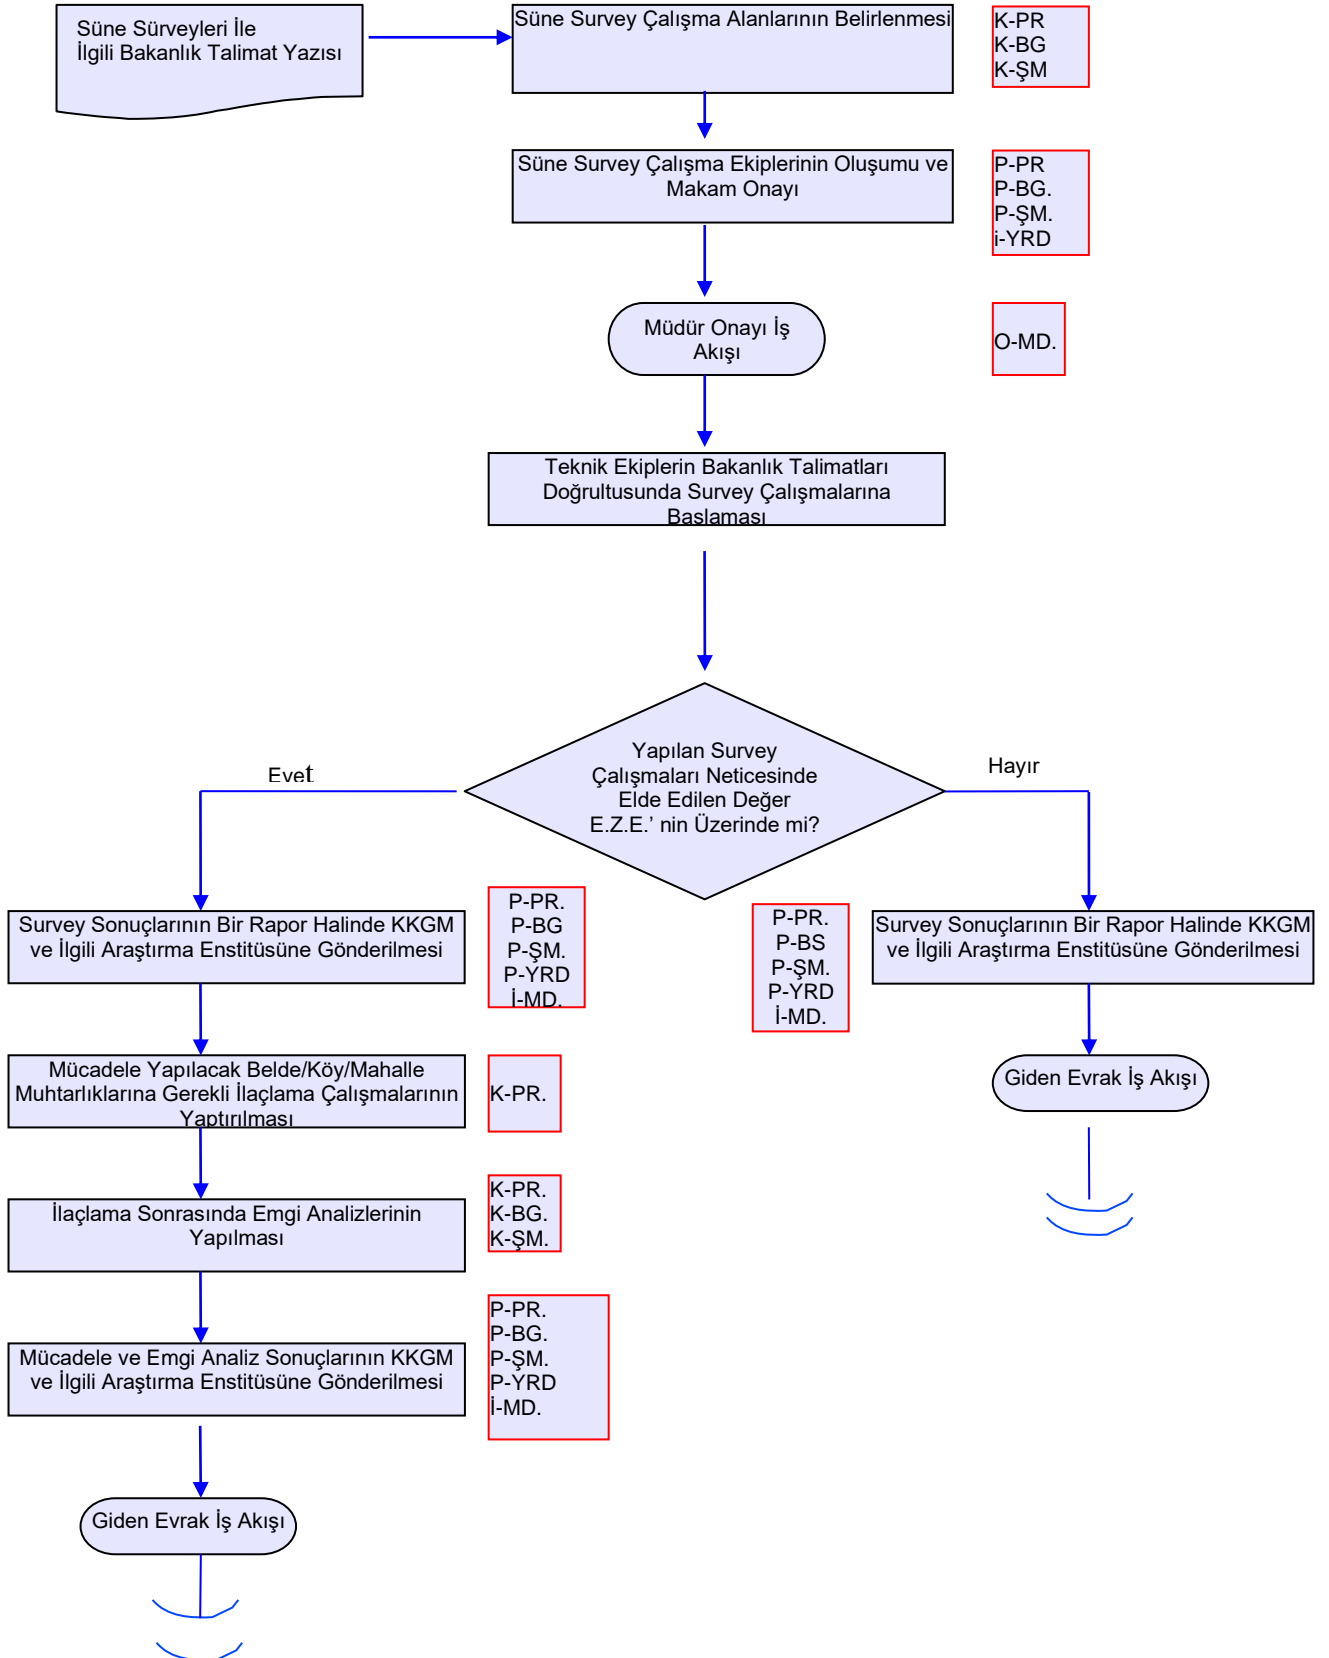 Süne Sürveyleri İle
İlgili Bakanlık Talimat Yazısı
Süne Survey Çalışma Alanlarının Belirlenmesi
K-PR
K-BG
K-ŞM
Süne Survey Çalışma Ekiplerinin Oluşumu ve
Makam Onayı
P-PR
P-BG.
P-ŞM.
i-YRD
Müdür Onayı İş
Akışı
O-MD.
Teknik Ekiplerin Bakanlık Talimatları
Doğrultusunda Survey Çalışmalarına
Başlaması
Yapılan Survey
Çalışmaları Neticesinde
Elde Edilen Değer
E.Z.E.’ nin Üzerinde mi?
Evet
Hayır
Survey Sonuçlarının Bir Rapor Halinde KKGM
ve İlgili Araştırma Enstitüsüne Gönderilmesi
P-PR.
P-BG
P-ŞM.
P-YRD
İ-MD.
P-PR.
P-BS
P-ŞM.
P-YRD
İ-MD.
Survey Sonuçlarının Bir Rapor Halinde KKGM
ve İlgili Araştırma Enstitüsüne Gönderilmesi
Mücadele Yapılacak Belde/Köy/Mahalle
Muhtarlıklarına Gerekli İlaçlama Çalışmalarının
Yaptırılması
K-PR.
Giden Evrak İş Akışı
İlaçlama Sonrasında Emgi Analizlerinin
Yapılması
K-PR.
K-BG.
K-ŞM.
Mücadele ve Emgi Analiz Sonuçlarının KKGM
ve İlgili Araştırma Enstitüsüne Gönderilmesi
P-PR.
P-BG.
P-ŞM.
P-YRD
İ-MD.
Giden Evrak İş Akışı